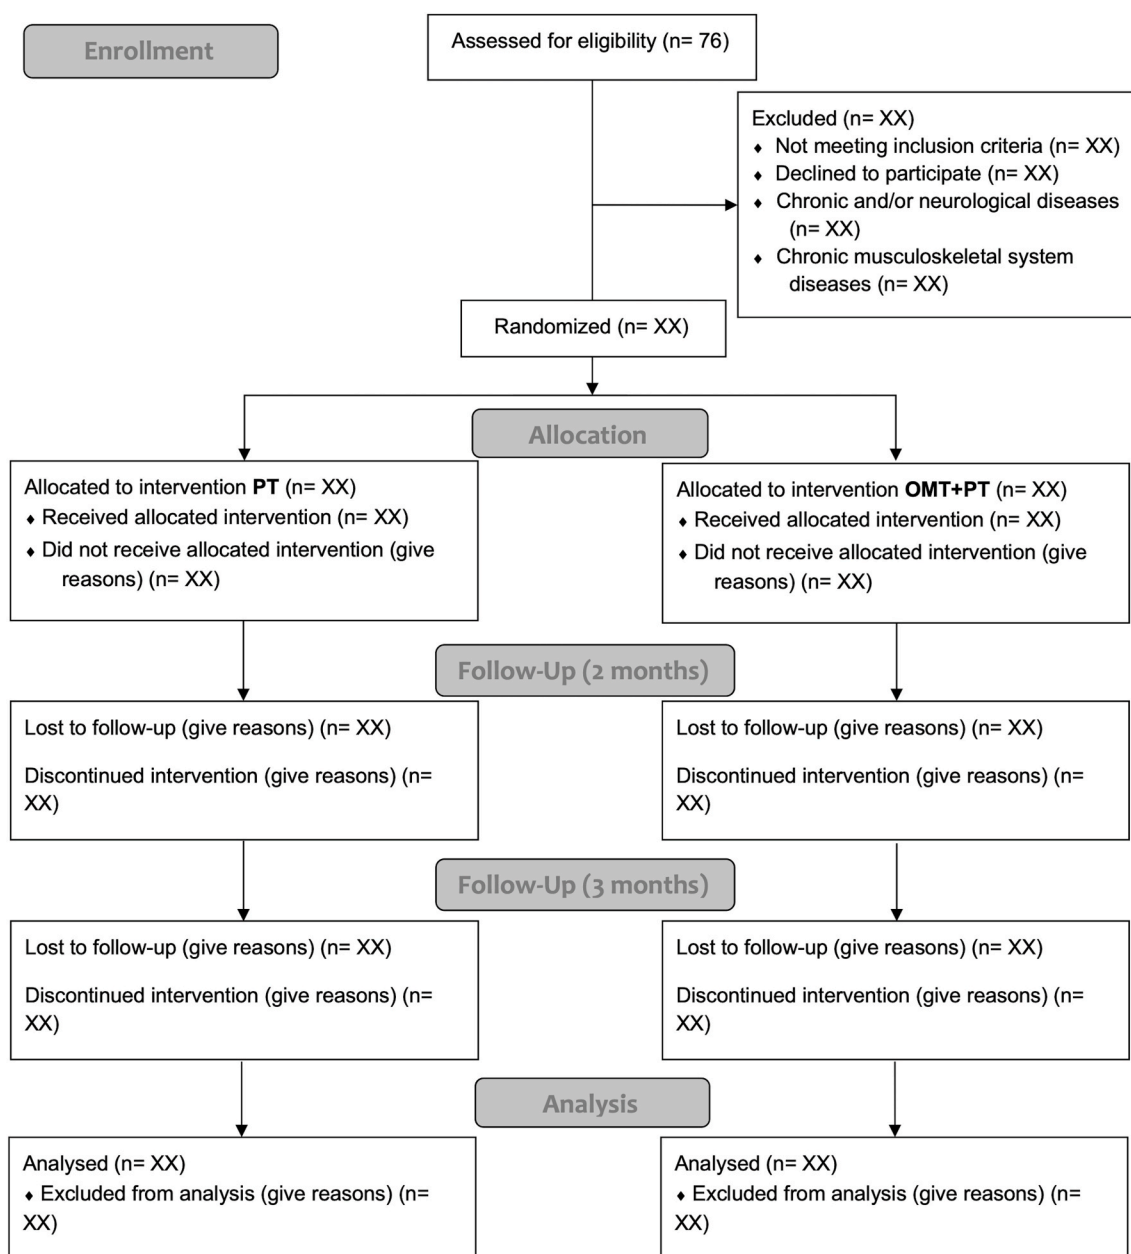 Enrollment
Assessed for eligibility (n= 76)
Excluded (n= XX)
♦ Not meeting inclusion criteria (n= XX)
♦ Declined to participate (n= XX)
♦ Chronic and/or neurological diseases
(n= XX)
♦ Chronic musculoskeletal system
diseases (n= XX)
Randomized (n= XX)
Allocation
Allocated to intervention PT (n= XX)
♦ Received allocated intervention (n= XX)
♦ Did not receive allocated intervention (give
reasons) (n= XX)
Allocated to intervention OMT+PT (n= XX)
♦ Received allocated intervention (n= XX)
♦ Did not receive allocated intervention (give
reasons) (n= XX)
Follow-Up (2 months)
Lost to follow-up (give reasons) (n= XX)
Discontinued intervention (give reasons) (n=
XX)
Lost to follow-up (give reasons) (n= XX)
Discontinued intervention (give reasons) (n=
XX)
Follow-Up (3 months)
Lost to follow-up (give reasons) (n= XX)
Discontinued intervention (give reasons) (n=
XX)
Lost to follow-up (give reasons) (n= XX)
Discontinued intervention (give reasons) (n=
XX)
Analysis
Analysed (n= XX)
♦ Excluded from analysis (give reasons) (n=
XX)
Analysed (n= XX)
♦ Excluded from analysis (give reasons) (n=
XX)